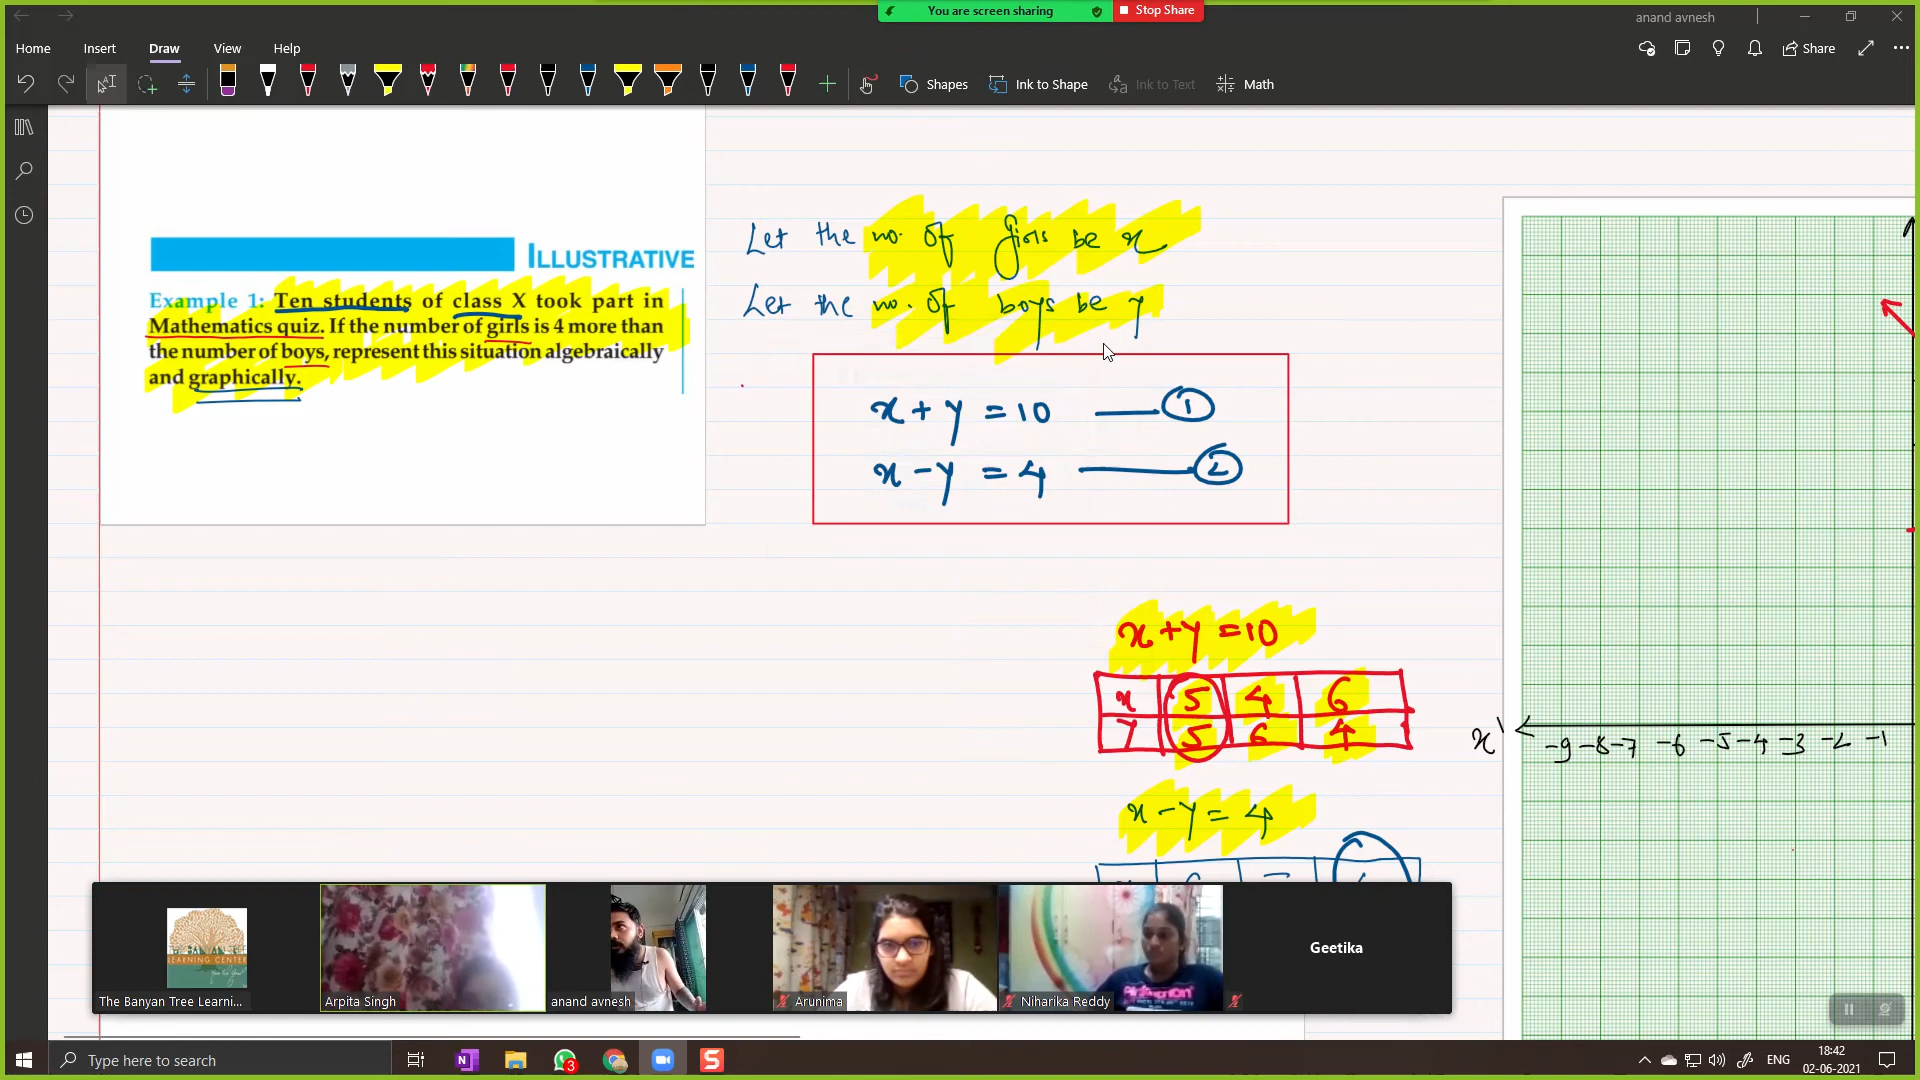 You are screen sharing
Stop Share
anand avnesh
Home Insert Draw View Help
Share
Shapes
Ink to Shape
Ink to Text
Math
ILLUSTRATIVE
Example 1: Ten students of class X took part in
Mathematics quiz. If the number of girls is 4 more than
the number of boys, represent this situation algebraically
and graphically.
Let the no. of girls be x
Let the no. of boys be y
x + y = 10 — 1
x - y = 4 — 2
x + y = 10
x 5 4 6
y 5 6 4
x - y = 4
x'
-9 -8 -7 -6 -5 -4 -3 -2 -1
LEARNING CENTER
The Banyan Tree Learni...
Arpita Singh
anand avnesh
Arunima
Niharika Reddy
Geetika
Type here to search
3
ENG
18:42
02-06-2021